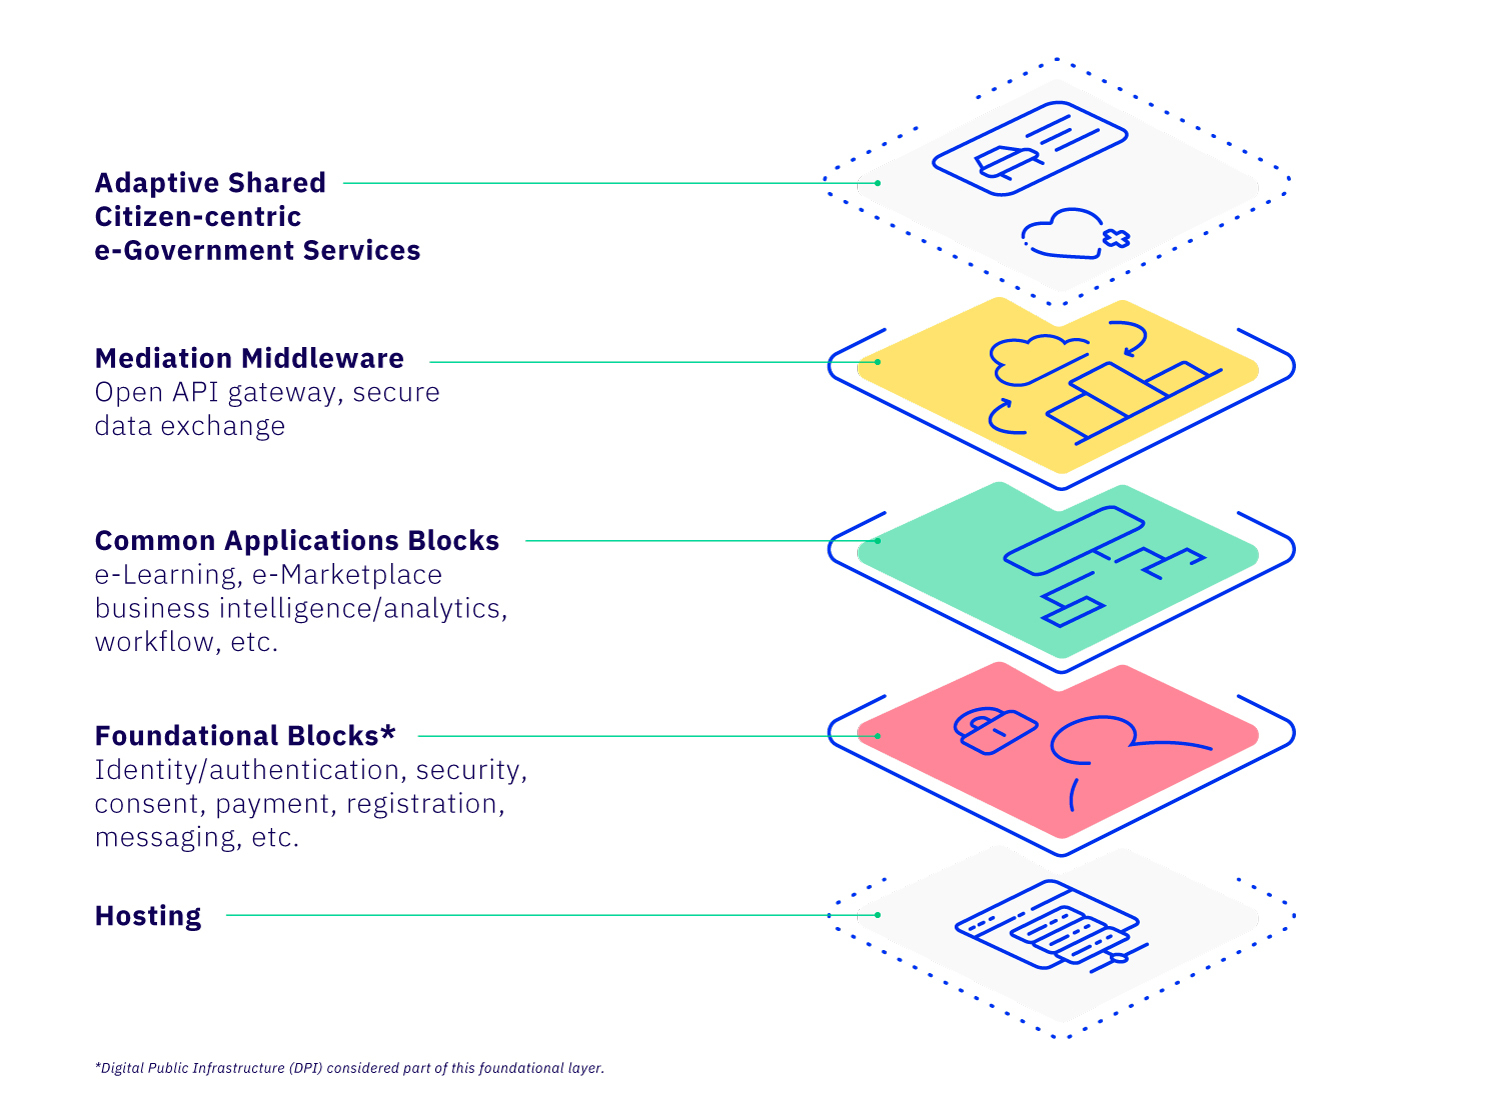 Adaptive Shared
Citizen-centric
e-Government Services
Mediation Middleware
Open API gateway, secure
data exchange
Common Applications Blocks
e-Learning, e-Marketplace
business intelligence/analytics,
workflow, etc.
Foundational Blocks*
Identity/authentication, security,
consent, payment, registration,
messaging, etc.
Hosting
*Digital Public Infrastructure (DPI) considered part of this foundational layer.